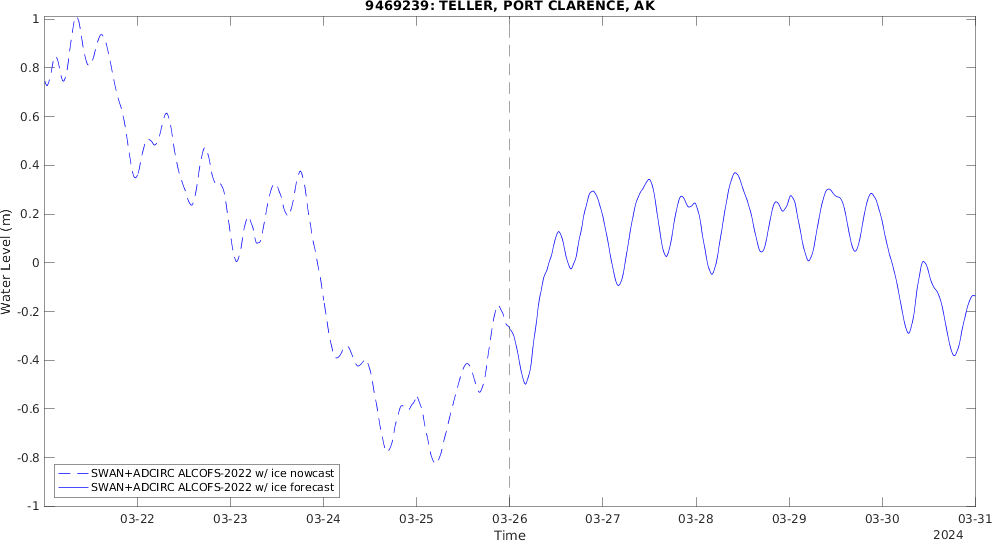 9469239: TELLER, PORT CLARENCE, AK
1
0.8
0.6
0.4
0.2
0
-0.2
-0.4
-0.6
-0.8
-1
Water Level (m)
SWAN+ADCIRC ALCOFS-2022 w/ ice nowcast
SWAN+ADCIRC ALCOFS-2022 w/ ice forecast
03-22 03-23 03-24 03-25 03-26 03-27 03-28 03-29 03-30 03-31
Time
2024